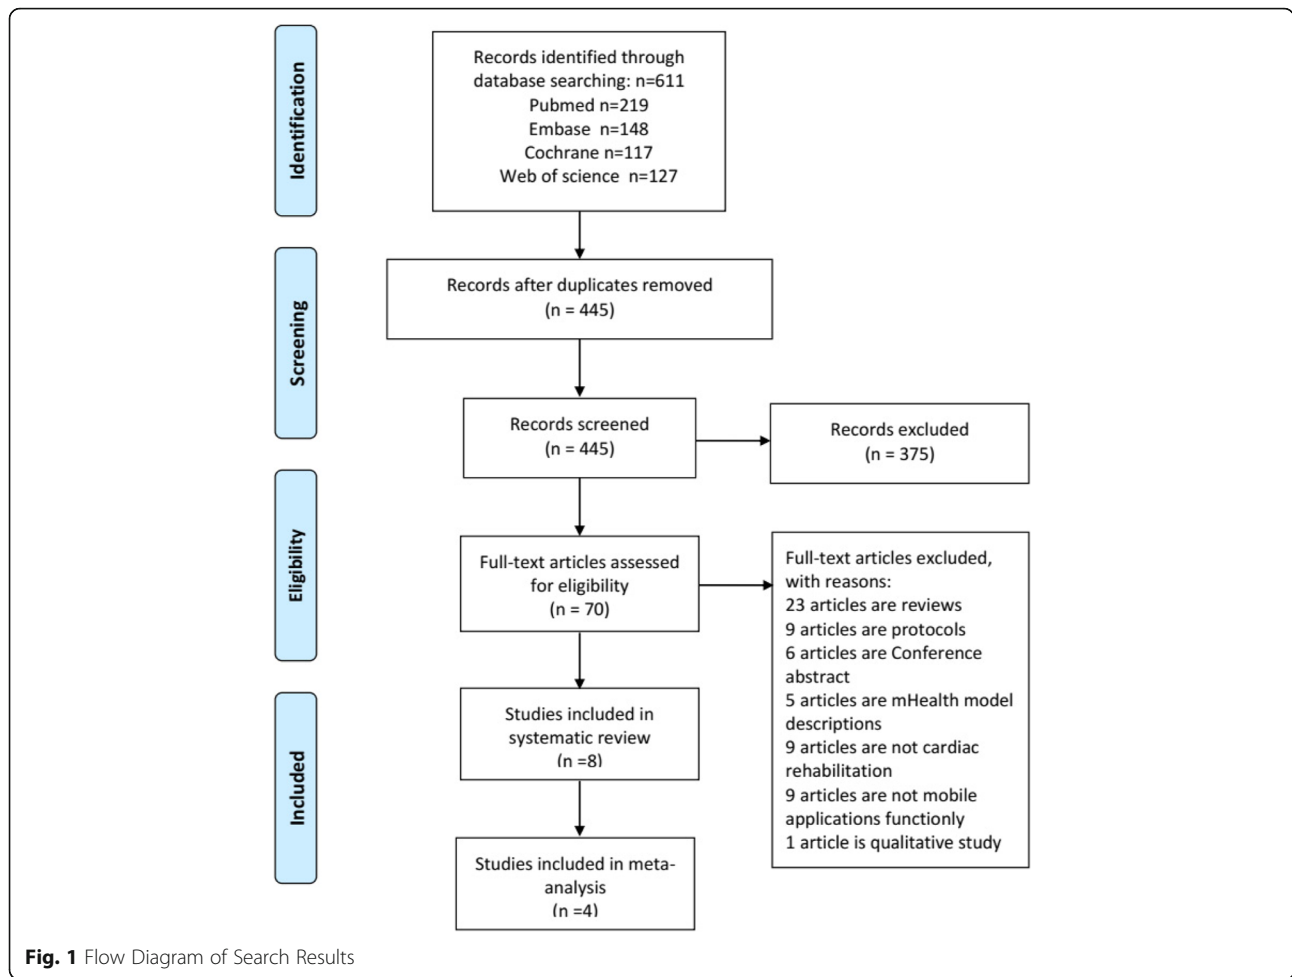 Identification
Records identified through
database searching: n=611
Pubmed n=219
Embase n=148
Cochrane n=117
Web of science n=127
Screening
Records after duplicates removed
(n = 445)
Records screened
(n = 445)
Records excluded
(n = 375)
Eligibility
Full-text articles assessed
for eligibility
(n = 70)
Full-text articles excluded,
with reasons:
23 articles are reviews
9 articles are protocols
6 articles are Conference
abstract
5 articles are mHealth model
descriptions
9 articles are not cardiac
rehabilitation
9 articles are not mobile
applications functionly
1 article is qualitative study
Included
Studies included in
systematic review
(n =8)
Studies included in meta-
analysis
(n =4)
Fig. 1 Flow Diagram of Search Results